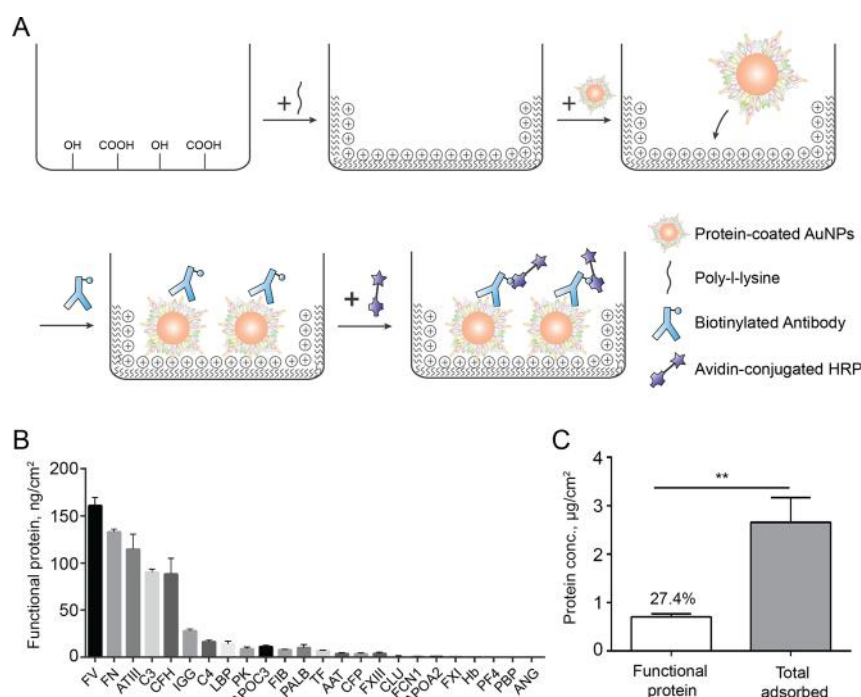 A
OH COOH OH COOH
+
+
+
Protein-coated AuNPs
Poly-l-lysine
Biotinylated Antibody
Avidin-conjugated HRP
B
Functional protein, ng/cm²
200
150
100
50
0
FV FN ATIII C3 CFH IGG C4 LBP PK APOC3 FIB PALB TF AAT CFP FXIII CLU FCN1 APOA2 FXI Hb PF4 PBP ANG
C
Protein conc., µg/cm²
4
3
2
1
0
**
27.4%
Functional protein
Total adsorbed